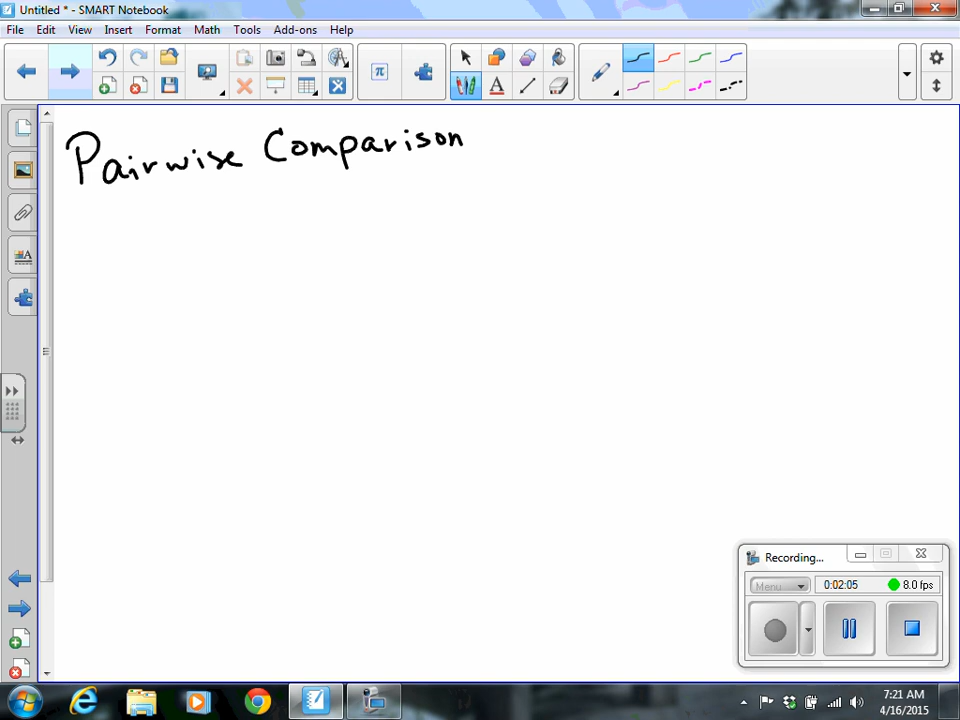 Untitled * - SMART Notebook
File Edit View Insert Format Math Tools Add-ons Help
Pairwise Comparison
Recording...
Menu 0:02:05 8.0 fps
7:21 AM
4/16/2015